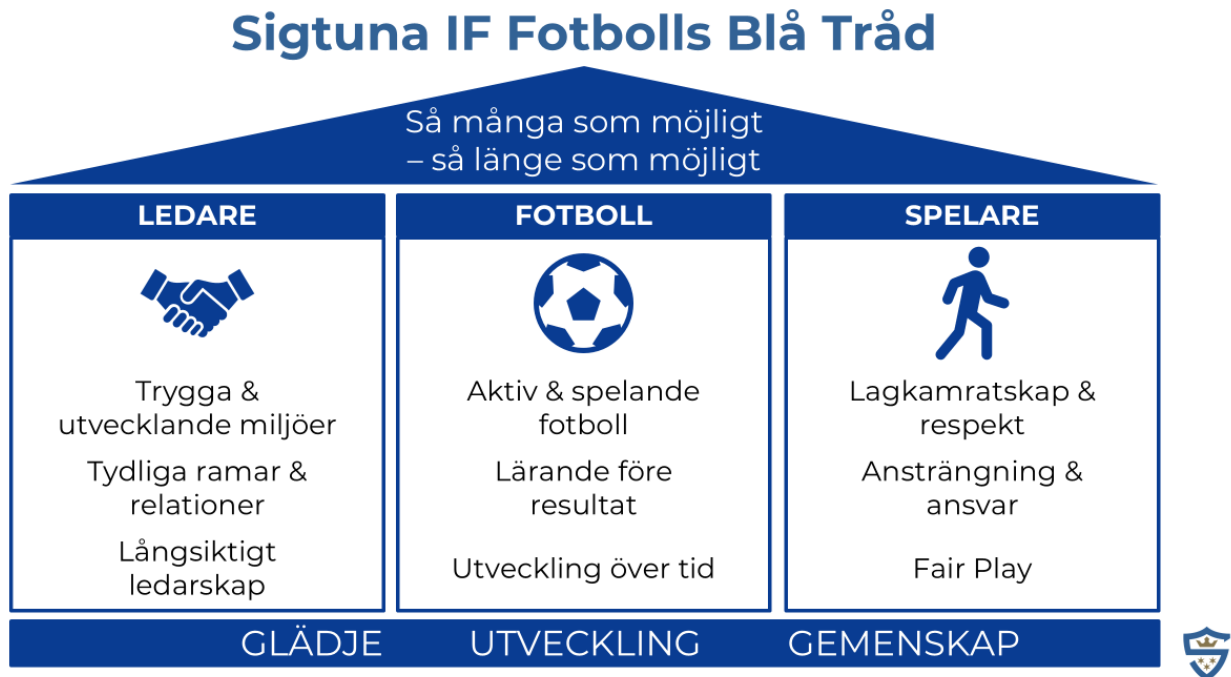 Sigtuna IF Fotbolls Blå Tråd
Så många som möjligt
– så länge som möjligt
LEDARE
Trygga &
utvecklande miljöer
Tydliga ramar &
relationer
Långsiktigt
ledarskap
FOTBOLL
Aktiv & spelande
fotboll
Lärande före
resultat
Utveckling över tid
SPELARE
Lagkamratskap &
respekt
Ansträngning &
ansvar
Fair Play
GLÄDJE UTVECKLING GEMENSKAP